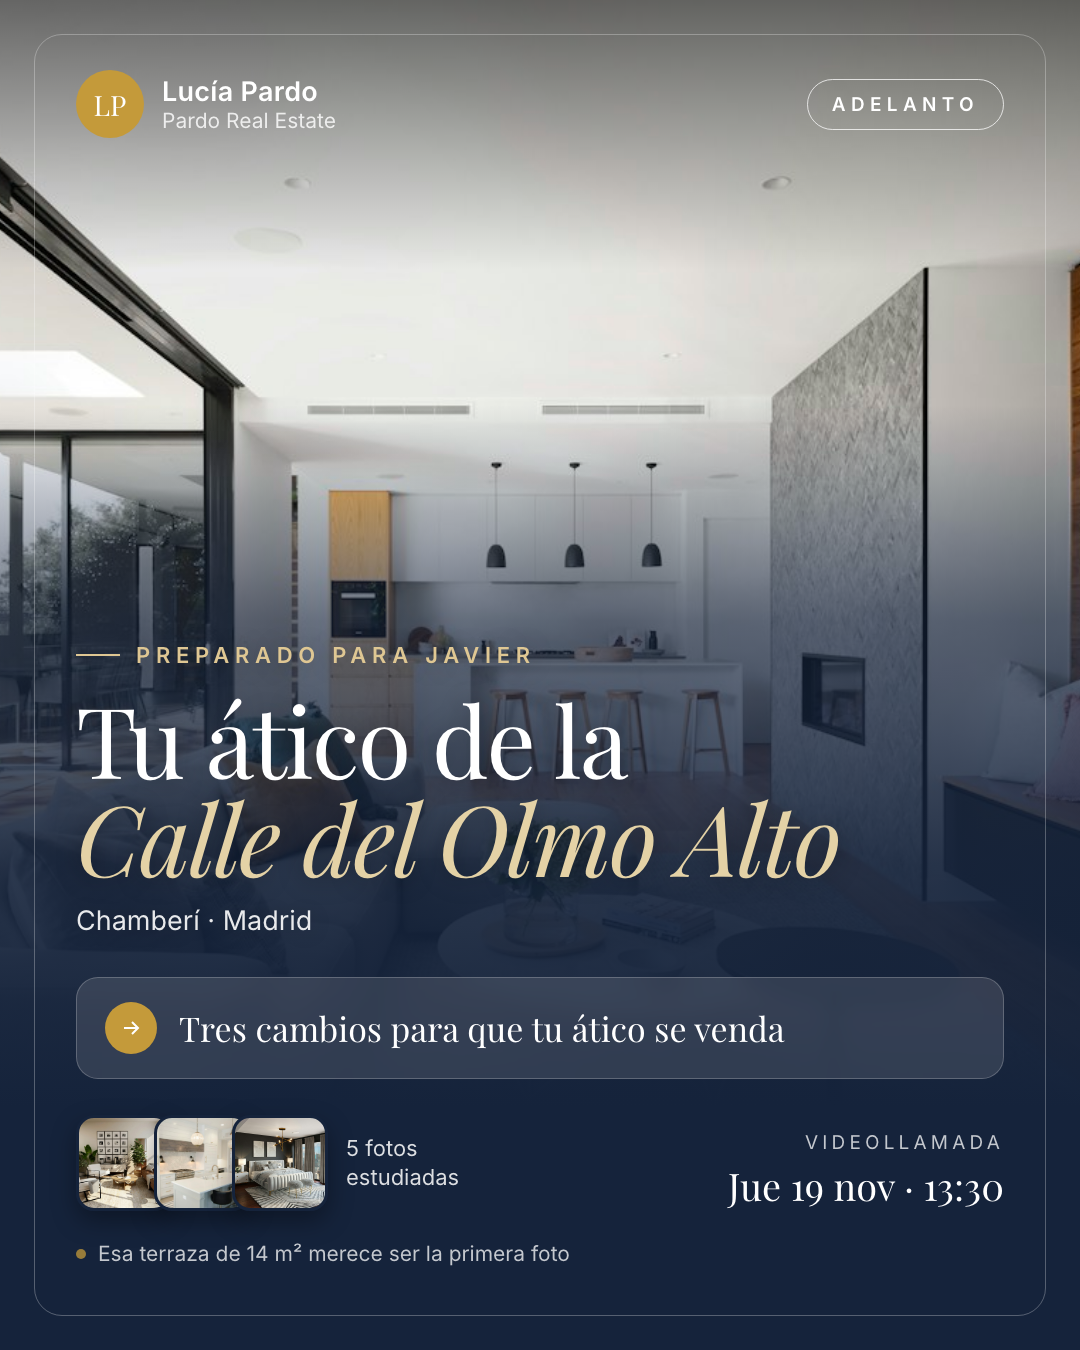 LP
Lucía Pardo
Pardo Real Estate
ADELANTO
PREPARADO PARA JAVIER
Tu ático de la
Calle del Olmo Alto
Chamberí · Madrid
→ Tres cambios para que tu ático se venda
5 fotos
estudiadas
VIDEOLLAMADA
Jue 19 nov · 13:30
Esa terraza de 14 m² merece ser la primera foto